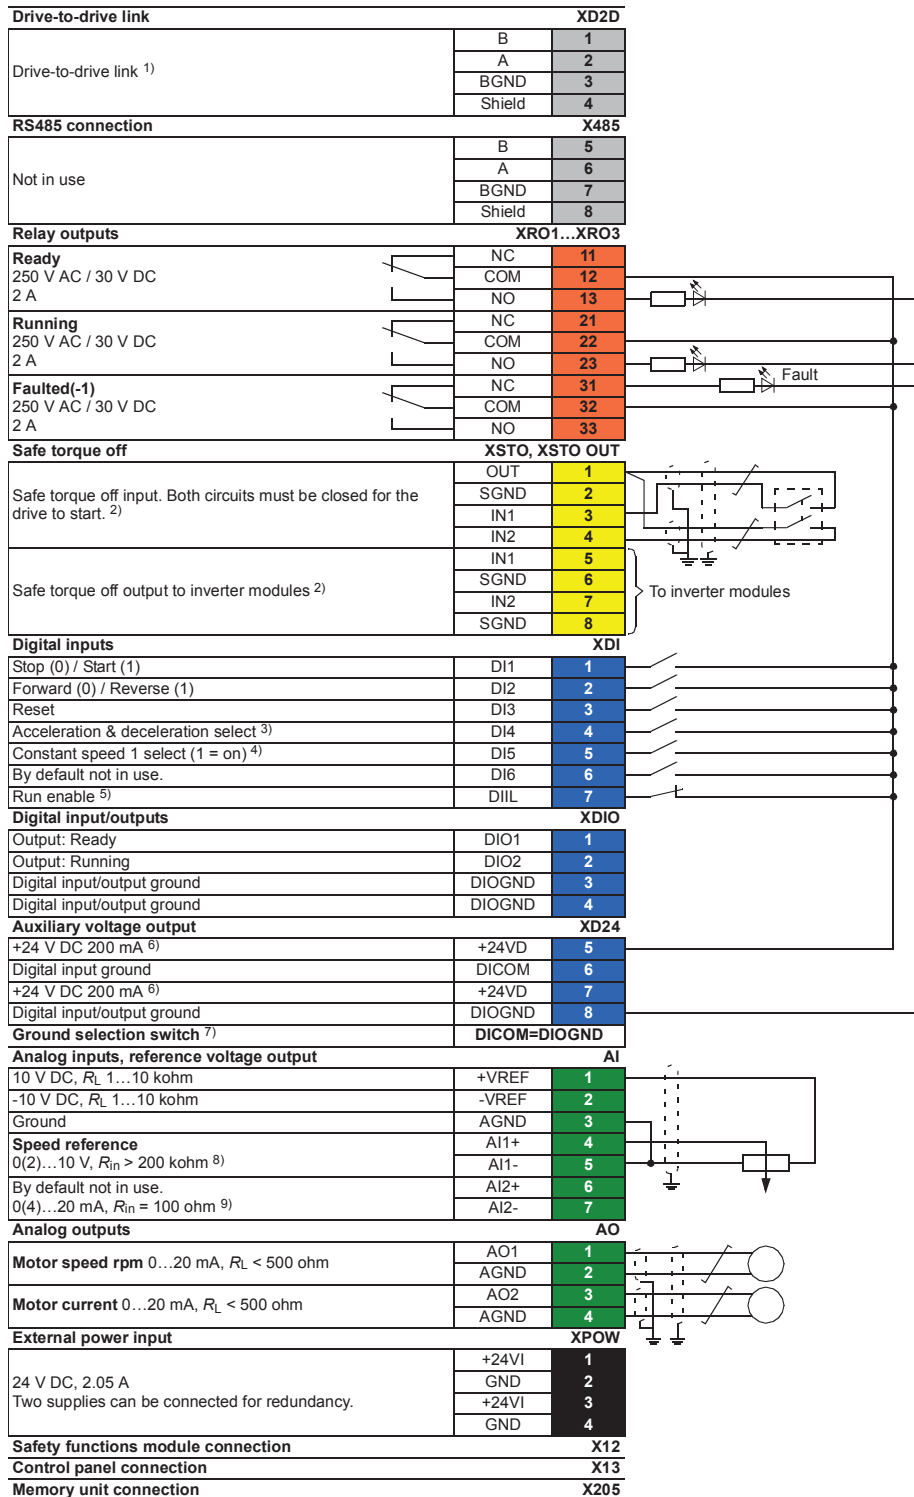 Drive-to-drive link XD2D
Drive-to-drive link 1)
B 1
A 2
BGND 3
Shield 4
RS485 connection X485
Not in use
B 5
A 6
BGND 7
Shield 8
Relay outputs XRO1…XRO3
Ready
250 V AC / 30 V DC
2 A
NC 11
COM 12
NO 13
Running
250 V AC / 30 V DC
2 A
NC 21
COM 22
NO 23
Faulted(-1)
250 V AC / 30 V DC
2 A
NC 31
COM 32
NO 33
Fault
Safe torque off XSTO, XSTO OUT
Safe torque off input. Both circuits must be closed for the
drive to start. 2)
OUT 1
SGND 2
IN1 3
IN2 4
Safe torque off output to inverter modules 2)
IN1 5
SGND 6
IN2 7
SGND 8
To inverter modules
Digital inputs XDI
Stop (0) / Start (1) DI1 1
Forward (0) / Reverse (1) DI2 2
Reset DI3 3
Acceleration & deceleration select 3) DI4 4
Constant speed 1 select (1 = on) 4) DI5 5
By default not in use. DI6 6
Run enable 5) DIIL 7
Digital input/outputs XDIO
Output: Ready DIO1 1
Output: Running DIO2 2
Digital input/output ground DIOGND 3
Digital input/output ground DIOGND 4
Auxiliary voltage output XD24
+24 V DC 200 mA 6) +24VD 5
Digital input ground DICOM 6
+24 V DC 200 mA 6) +24VD 7
Digital input/output ground DIOGND 8
Ground selection switch 7) DICOM=DIOGND
Analog inputs, reference voltage output AI
10 V DC, RL 1…10 kohm +VREF 1
-10 V DC, RL 1…10 kohm -VREF 2
Ground AGND 3
Speed reference
0(2)…10 V, Rin > 200 kohm 8)
AI1+ 4
AI1- 5
By default not in use.
0(4)…20 mA, Rin = 100 ohm 9)
AI2+ 6
AI2- 7
Analog outputs AO
Motor speed rpm 0…20 mA, RL < 500 ohm
AO1 1
AGND 2
Motor current 0…20 mA, RL < 500 ohm
AO2 3
AGND 4
External power input XPOW
24 V DC, 2.05 A
Two supplies can be connected for redundancy.
+24VI 1
GND 2
+24VI 3
GND 4
Safety functions module connection X12
Control panel connection X13
Memory unit connection X205